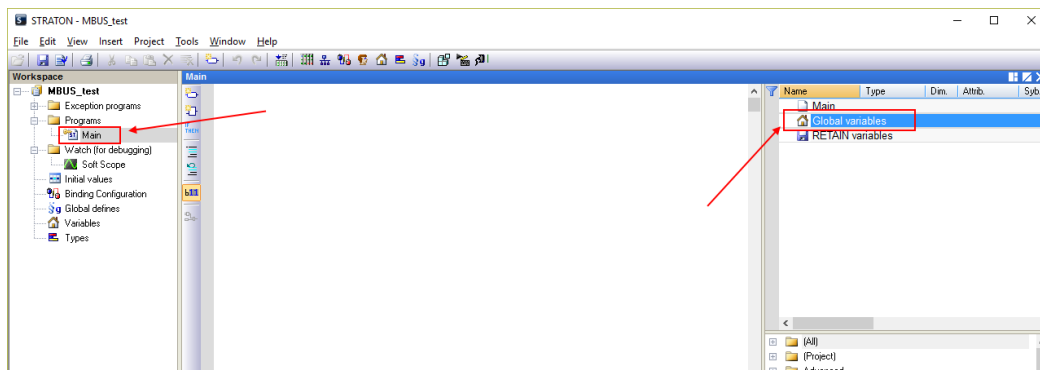 STRATON - MBUS_test
File Edit View Insert Project Tools Window Help
Workspace
MBUS_test
Exception programs
Programs
Main
Watch (for debugging)
Soft Scope
Initial values
Binding Configuration
Global defines
Variables
Types
Main
Name Type Dim. Attrib. Syb.
Main
Global variables
RETAIN variables
(All)
(Project)